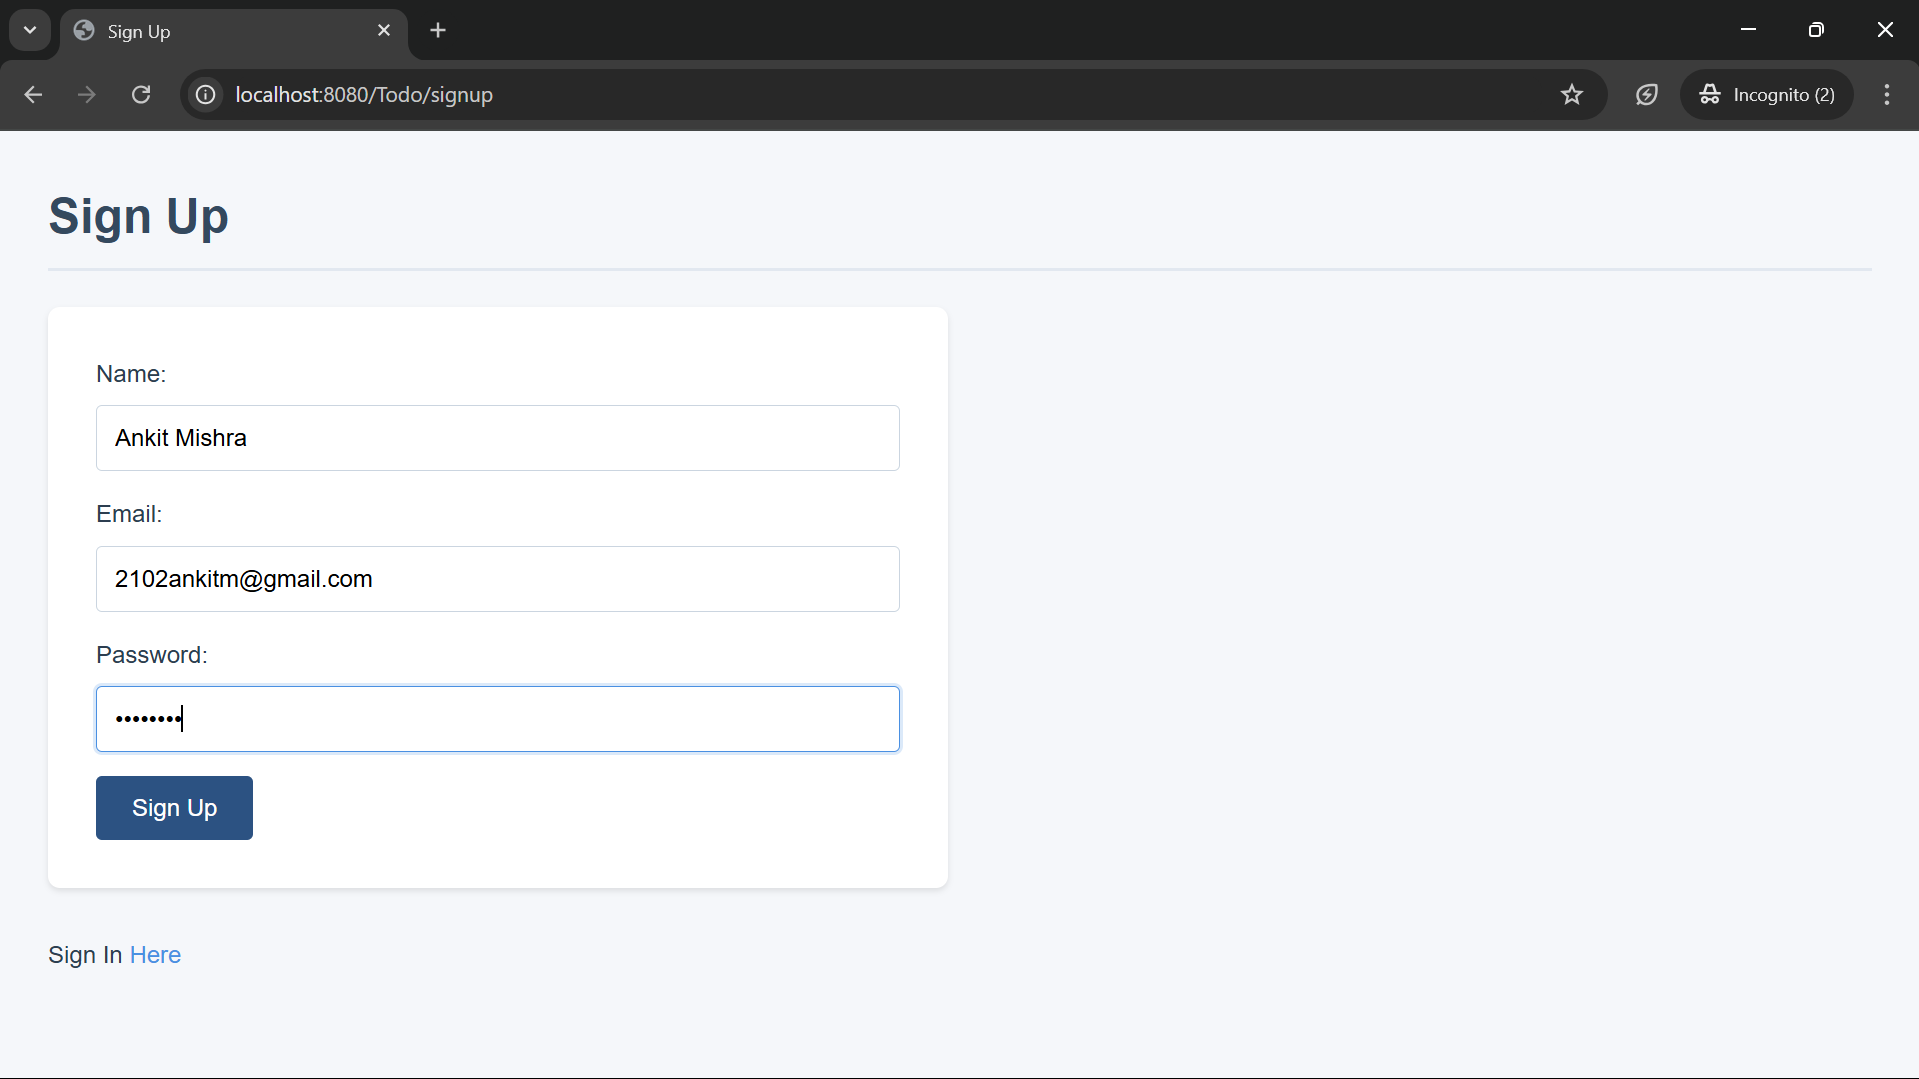 Sign Up
localhost:8080/Todo/signup
Incognito (2)
Sign Up
Name:
Ankit Mishra
Email:
2102ankitm@gmail.com
Password:
••••••••
Sign Up
Sign In Here